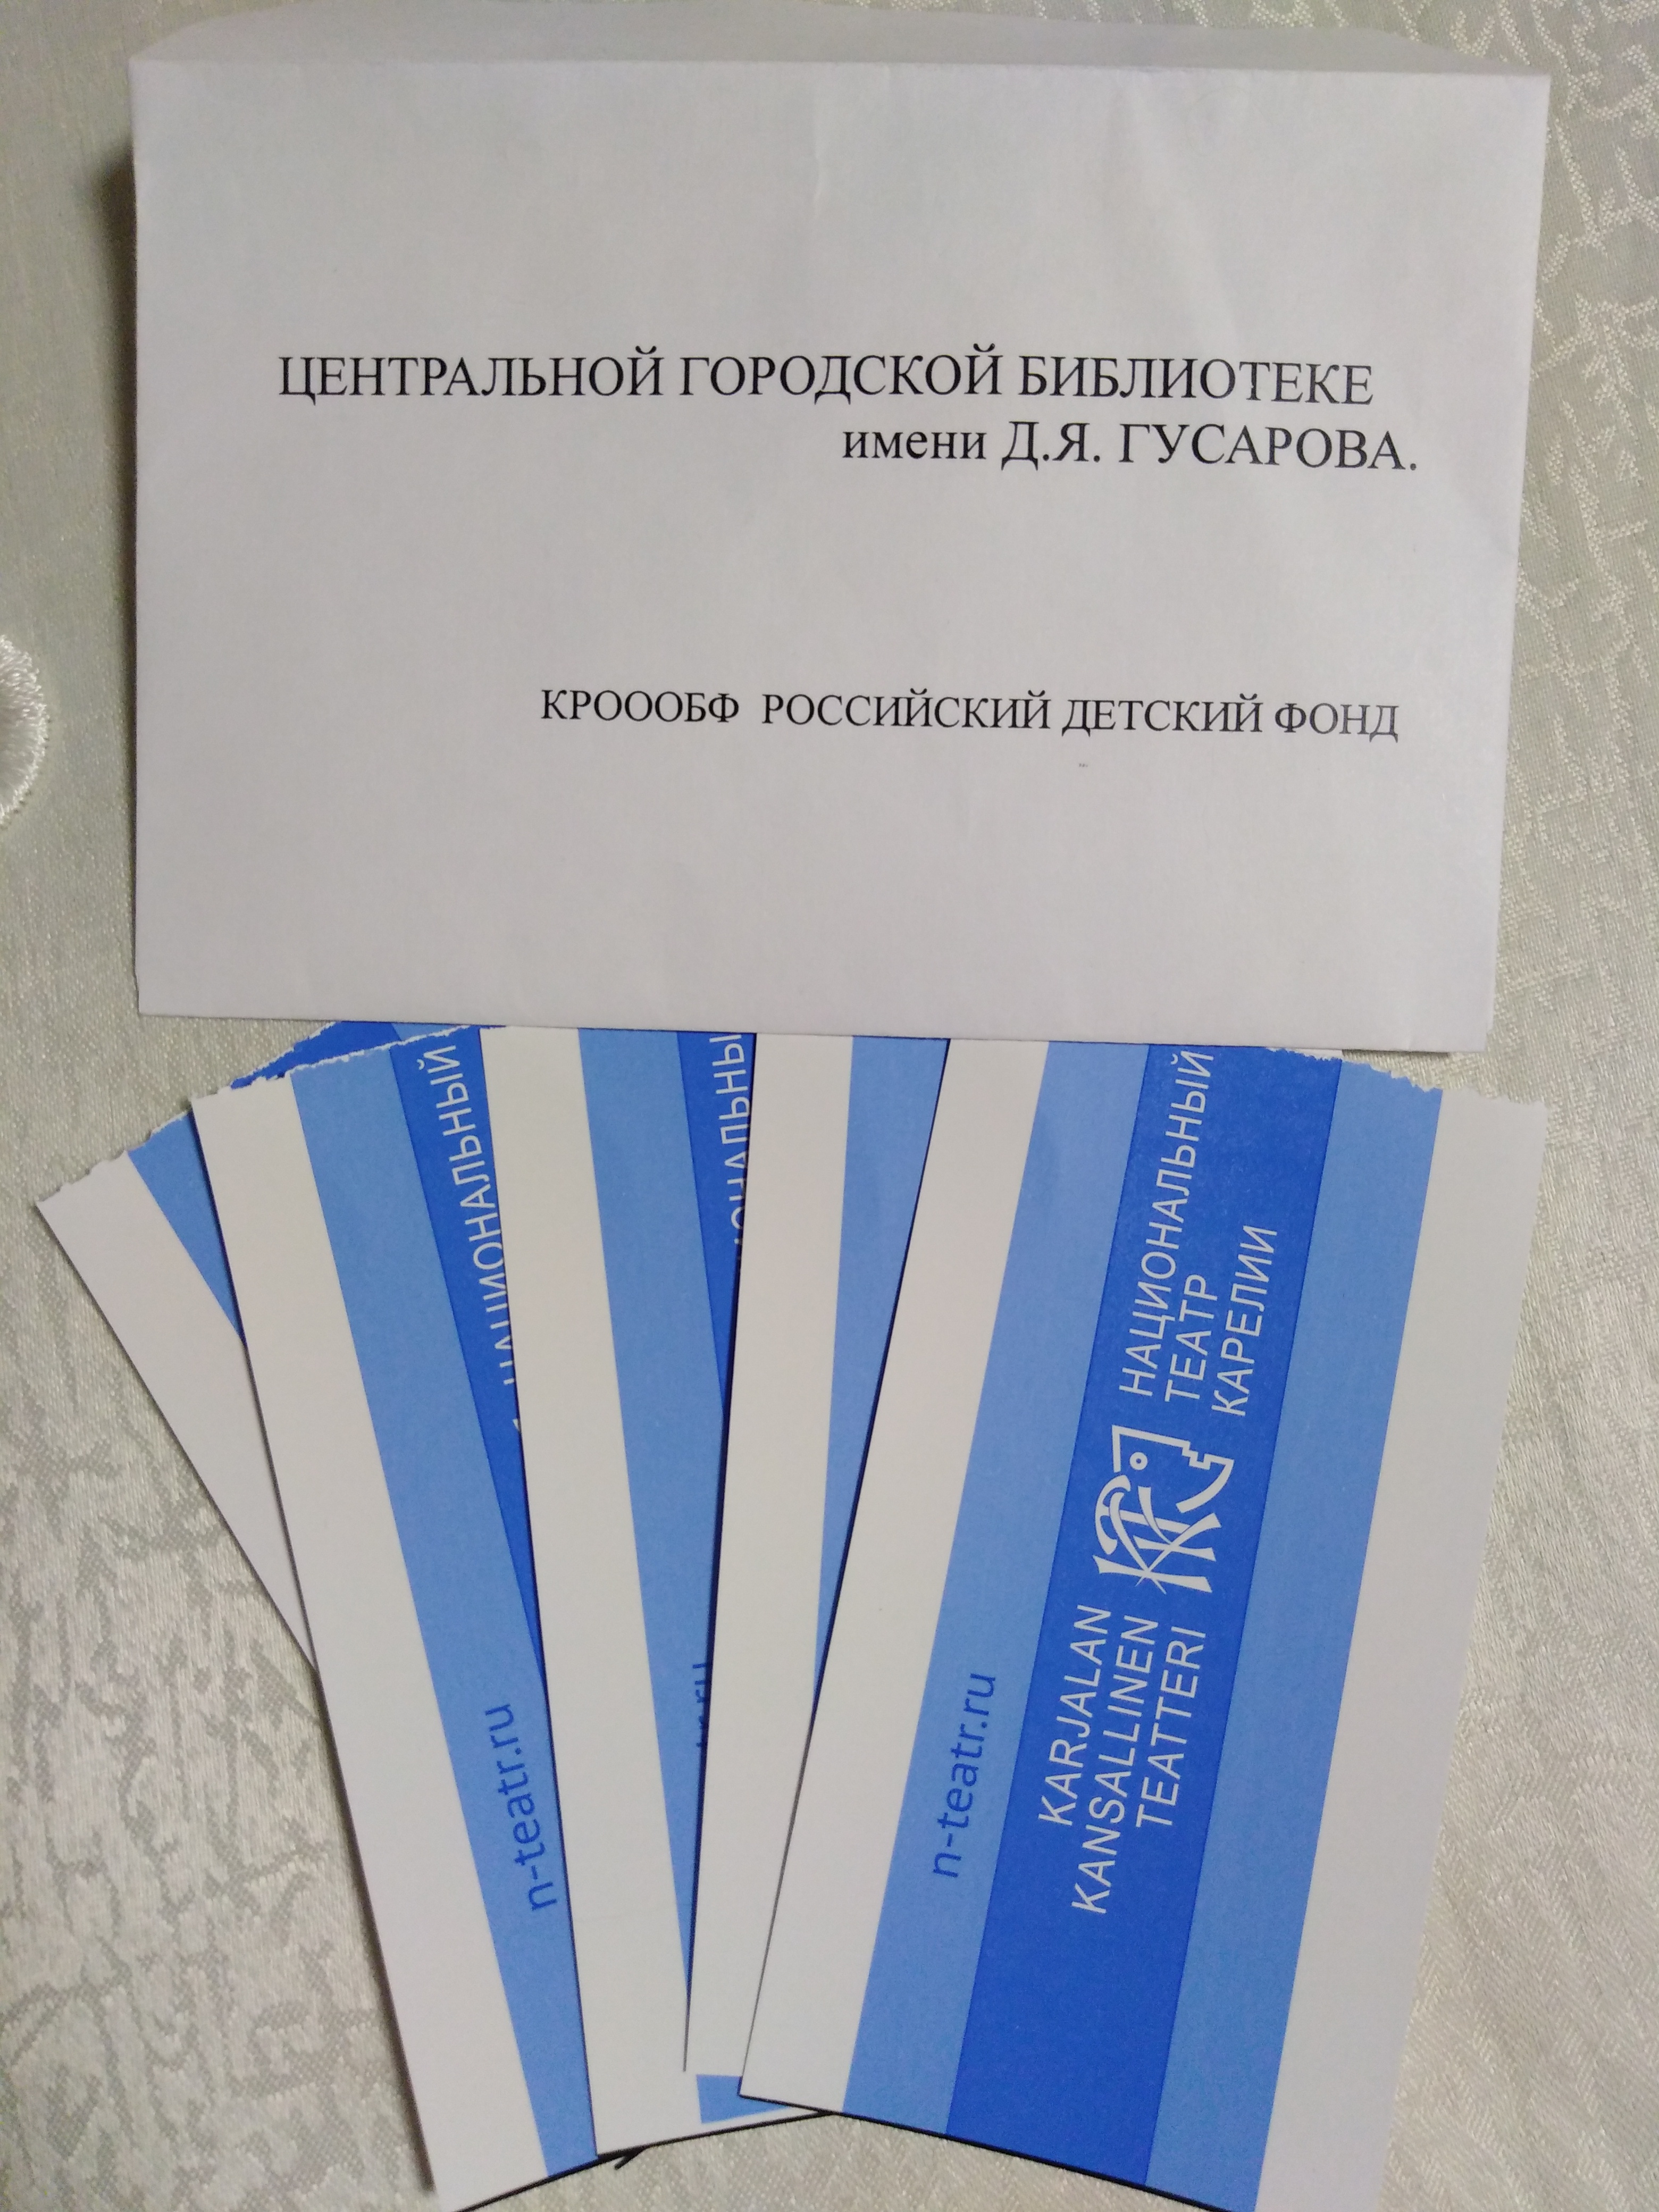 ЦЕНТРАЛЬНОЙ ГОРОДСКОЙ БИБЛИОТЕКЕ
имени Д.Я. ГУСАРОВА.
КРОООБФ РОССИЙСКИЙ ДЕТСКИЙ ФОНД
НАЦИОНАЛЬНЫЙ
n-teatr.ru
n-teatr.ru
KARJALAN
KANSALLINEN
TEATTERI
НАЦИОНАЛЬНЫЙ
ТЕАТР
КАРЕЛИИ